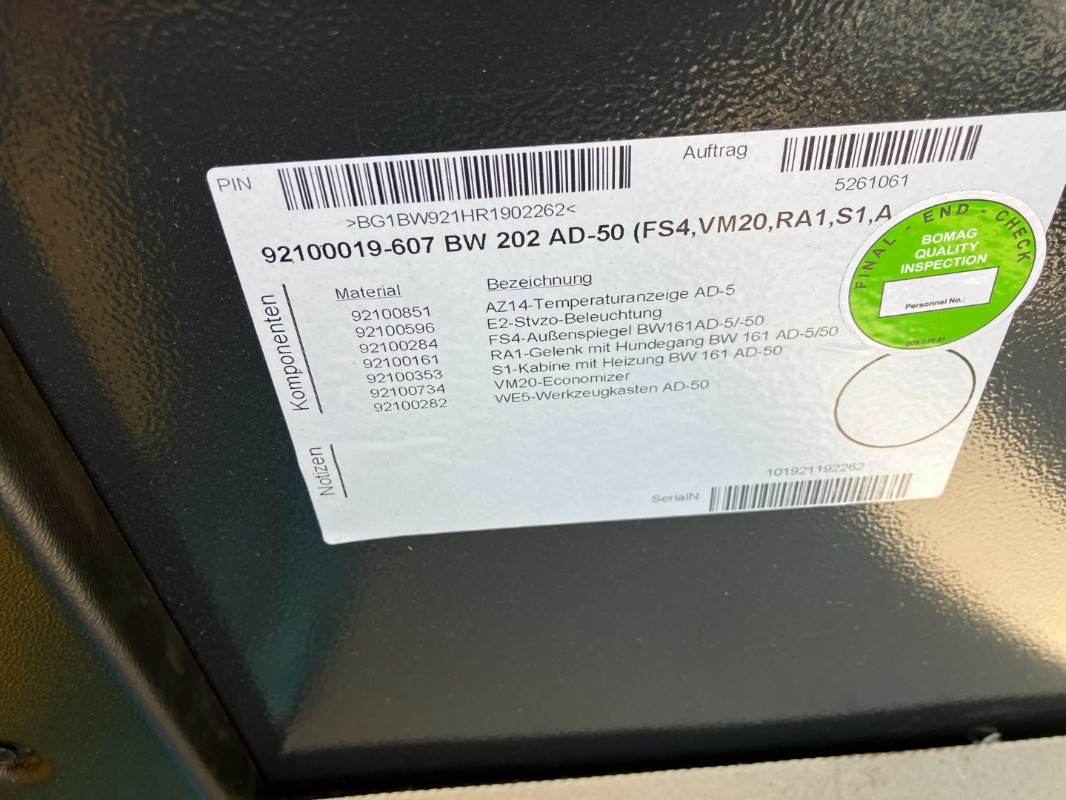 PIN
>BG1BW921HR1902262<
Auftrag
5261061
92100019-607 BW 202 AD-50 (FS4,VM20,RA1,S1,A
Komponenten
Material Bezeichnung
92100851 AZ14-Temperaturanzeige AD-5
92100596 E2-Stvzo-Beleuchtung
92100284 FS4-Außenspiegel BW161AD-5/-50
92100161 RA1-Gelenk mit Hundegang BW 161 AD-5/50
92100353 S1-Kabine mit Heizung BW 161 AD-50
92100734 VM20-Economizer
92100282 WE5-Werkzeugkasten AD-50
Notizen
101921192262
SerialN
FINAL - END - CHECK
BOMAG
QUALITY
INSPECTION
Personnel No.: